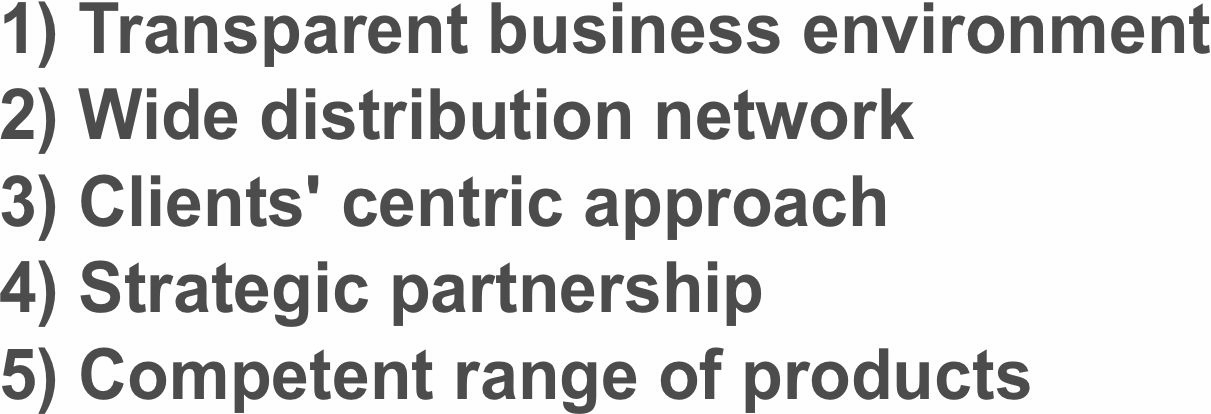 1) Transparent business environment
2) Wide distribution network
3) Clients' centric approach
4) Strategic partnership
5) Competent range of products